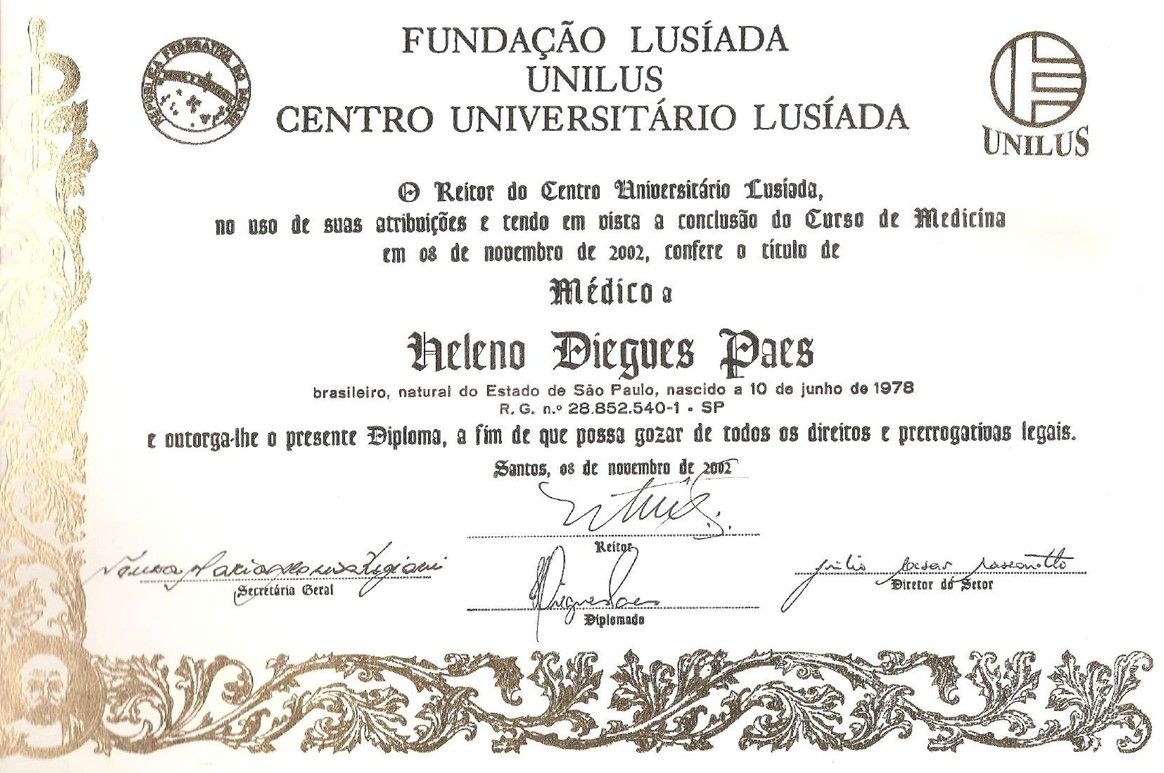 FUNDAÇÃO LUSÍADA
UNILUS
CENTRO UNIVERSITÁRIO LUSÍADA
REPÚBLICA FEDERATIVA DO BRASIL
UNILUS
O Reitor do Centro Universitário Lusíada,
no uso de suas atribuições e tendo em vista a conclusão do Curso de Medicina
em 08 de novembro de 2002, confere o título de
Médico a
Heleno Diegues Paes
brasileiro, natural do Estado de São Paulo, nascido a 10 de junho de 1978
R. G. n.º 28.852.540-1 - SP
e outorga-lhe o presente Diploma, a fim de que possa gozar de todos os direitos e prerrogativas legais.
Santos, 08 de novembro de 2002
Reitor
Secretária Geral
Diretor do Setor
Diplomado